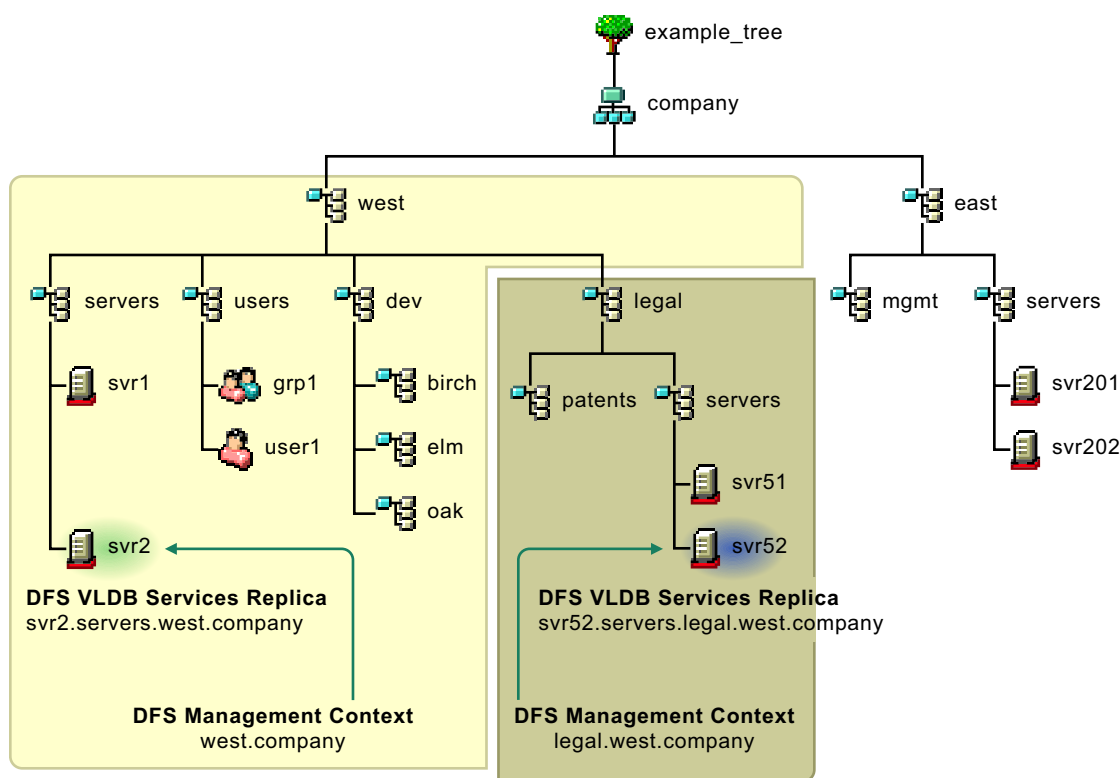 example_tree
company
west
east
servers
users
dev
legal
mgmt
servers
svr1
grp1
birch
patents
servers
svr201
user1
elm
svr202
svr51
oak
svr2
svr52
DFS VLDB Services Replica
svr2.servers.west.company
DFS VLDB Services Replica
svr52.servers.legal.west.company
DFS Management Context
west.company
DFS Management Context
legal.west.company